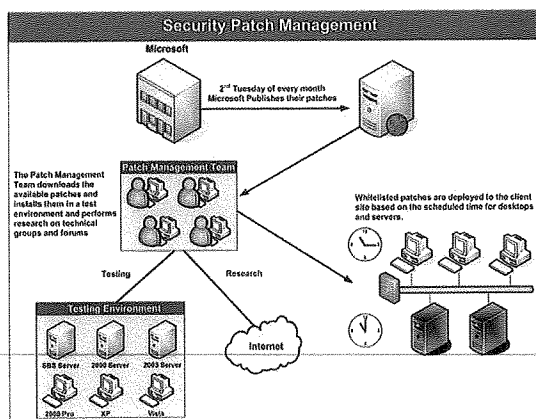 Security Patch Management
Microsoft
2nd Tuesday of every month
Microsoft Publishes their patches
The Patch Management
Team downloads the
available patches and
installs them in a test
environment and performs
research on technical
groups and forums
Patch Management Team
Whitelisted patches are deployed to the client
site based on the scheduled time for desktops
and servers.
Testing
Research
Testing Environment
SBS Server
2000 Server
2003 Server
2000 Pro
XP
Vista
Internet